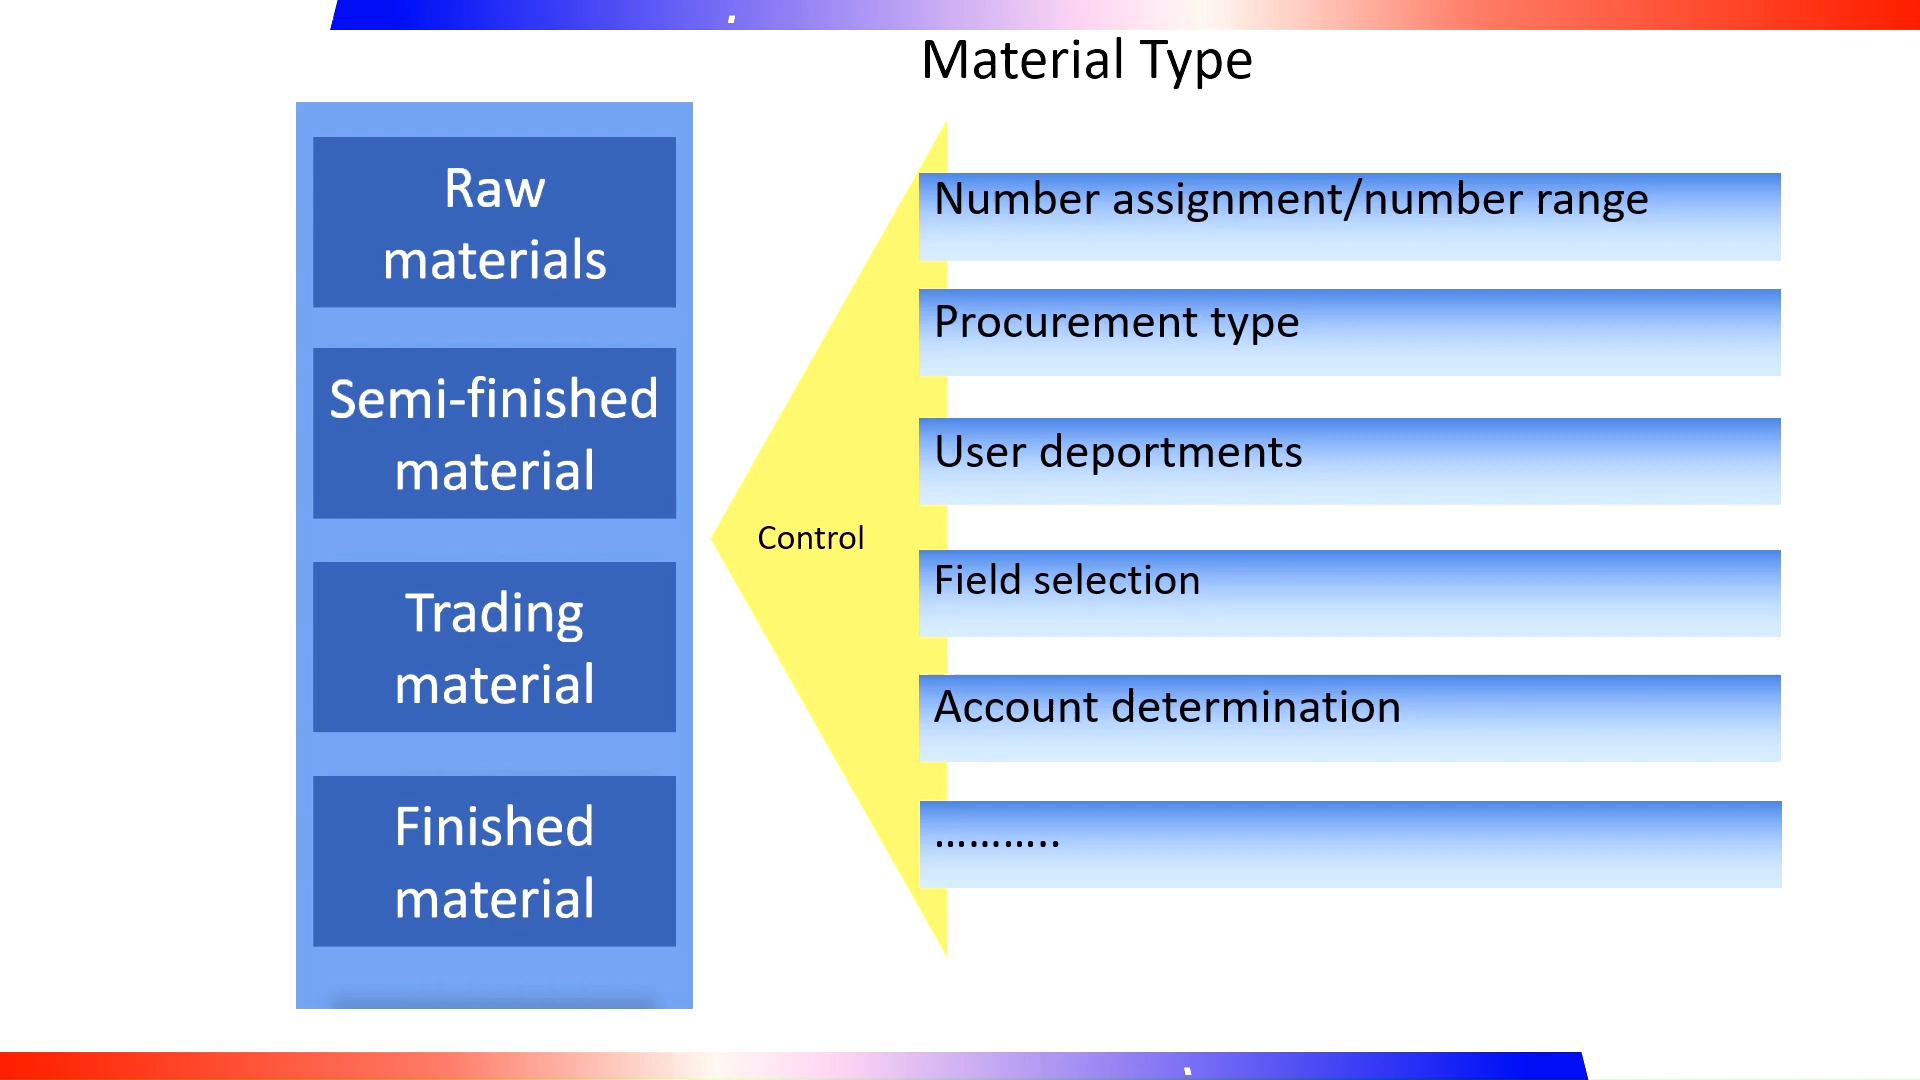 Material Type
Raw
materials
Semi-finished
material
Trading
material
Finished
material
Control
Number assignment/number range
Procurement type
User deportments
Field selection
Account determination
………..